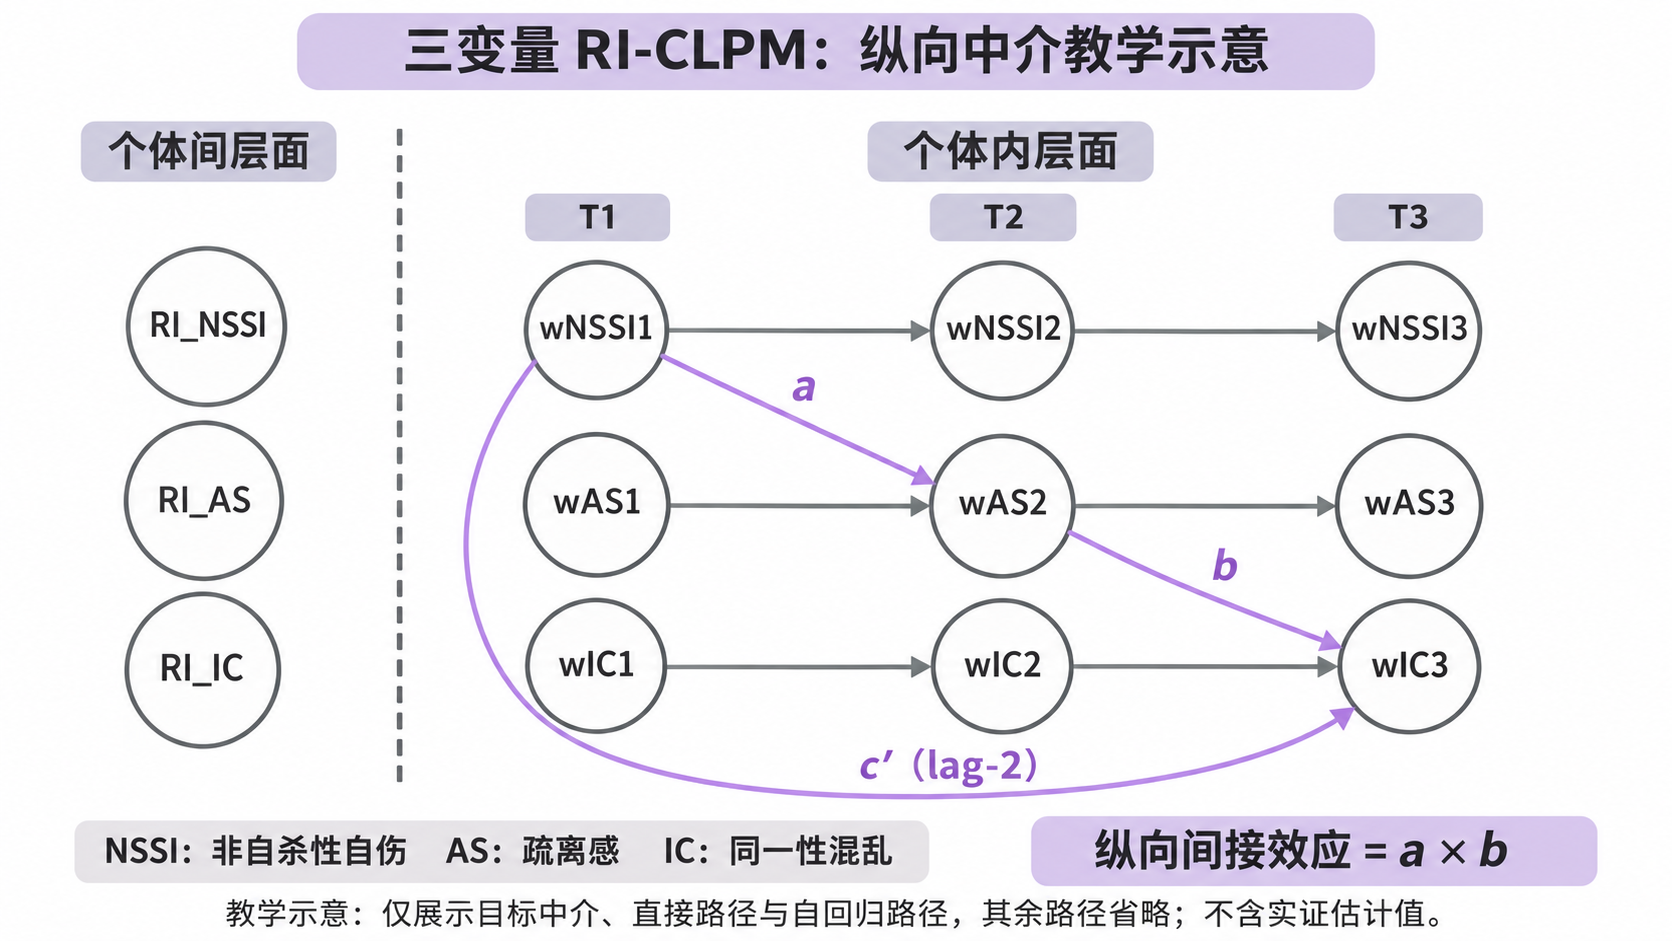 三变量 RI-CLPM：纵向中介教学示意
个体间层面
个体内层面
T1
T2
T3
RI_NSSI
wNSSI1
wNSSI2
wNSSI3
a
RI_AS
wAS1
wAS2
wAS3
b
RI_IC
wIC1
wIC2
wIC3
c′（lag-2）
NSSI：非自杀性自伤 AS：疏离感 IC：同一性混乱
纵向间接效应 = a × b
教学示意：仅展示目标中介、直接路径与自回归路径，其余路径省略；不含实证估计值。